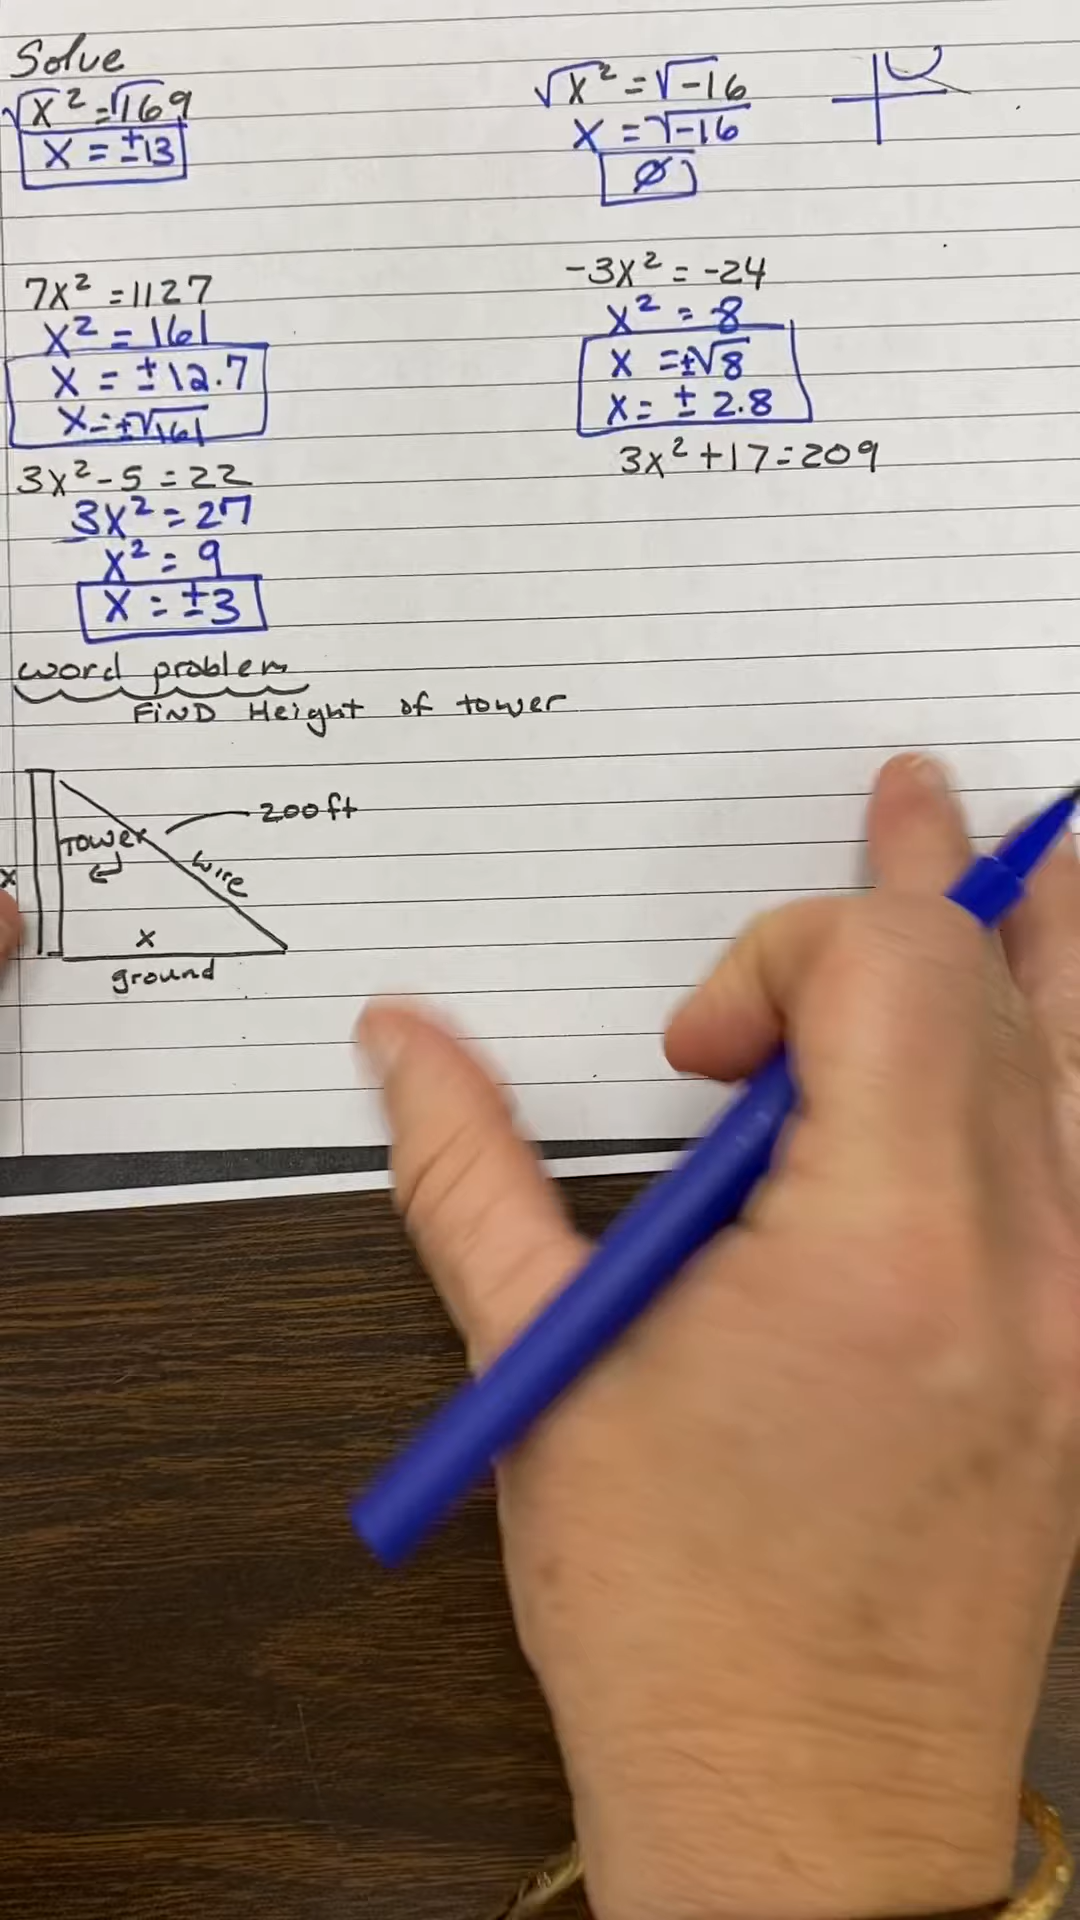 Solve
√x² = √169
x = ±13
√x² = √-16
x = √-16
∅
7x² = 1127
x² = 161
x = ±12.7
x = ±√161
-3x² = -24
x² = 8
x = ±√8
x = ± 2.8
3x² - 5 = 22
3x² = 27
x² = 9
x = ±3
3x² + 17 = 209
word problem
FIND Height of tower
200ft
Tower
wire
x
x
ground